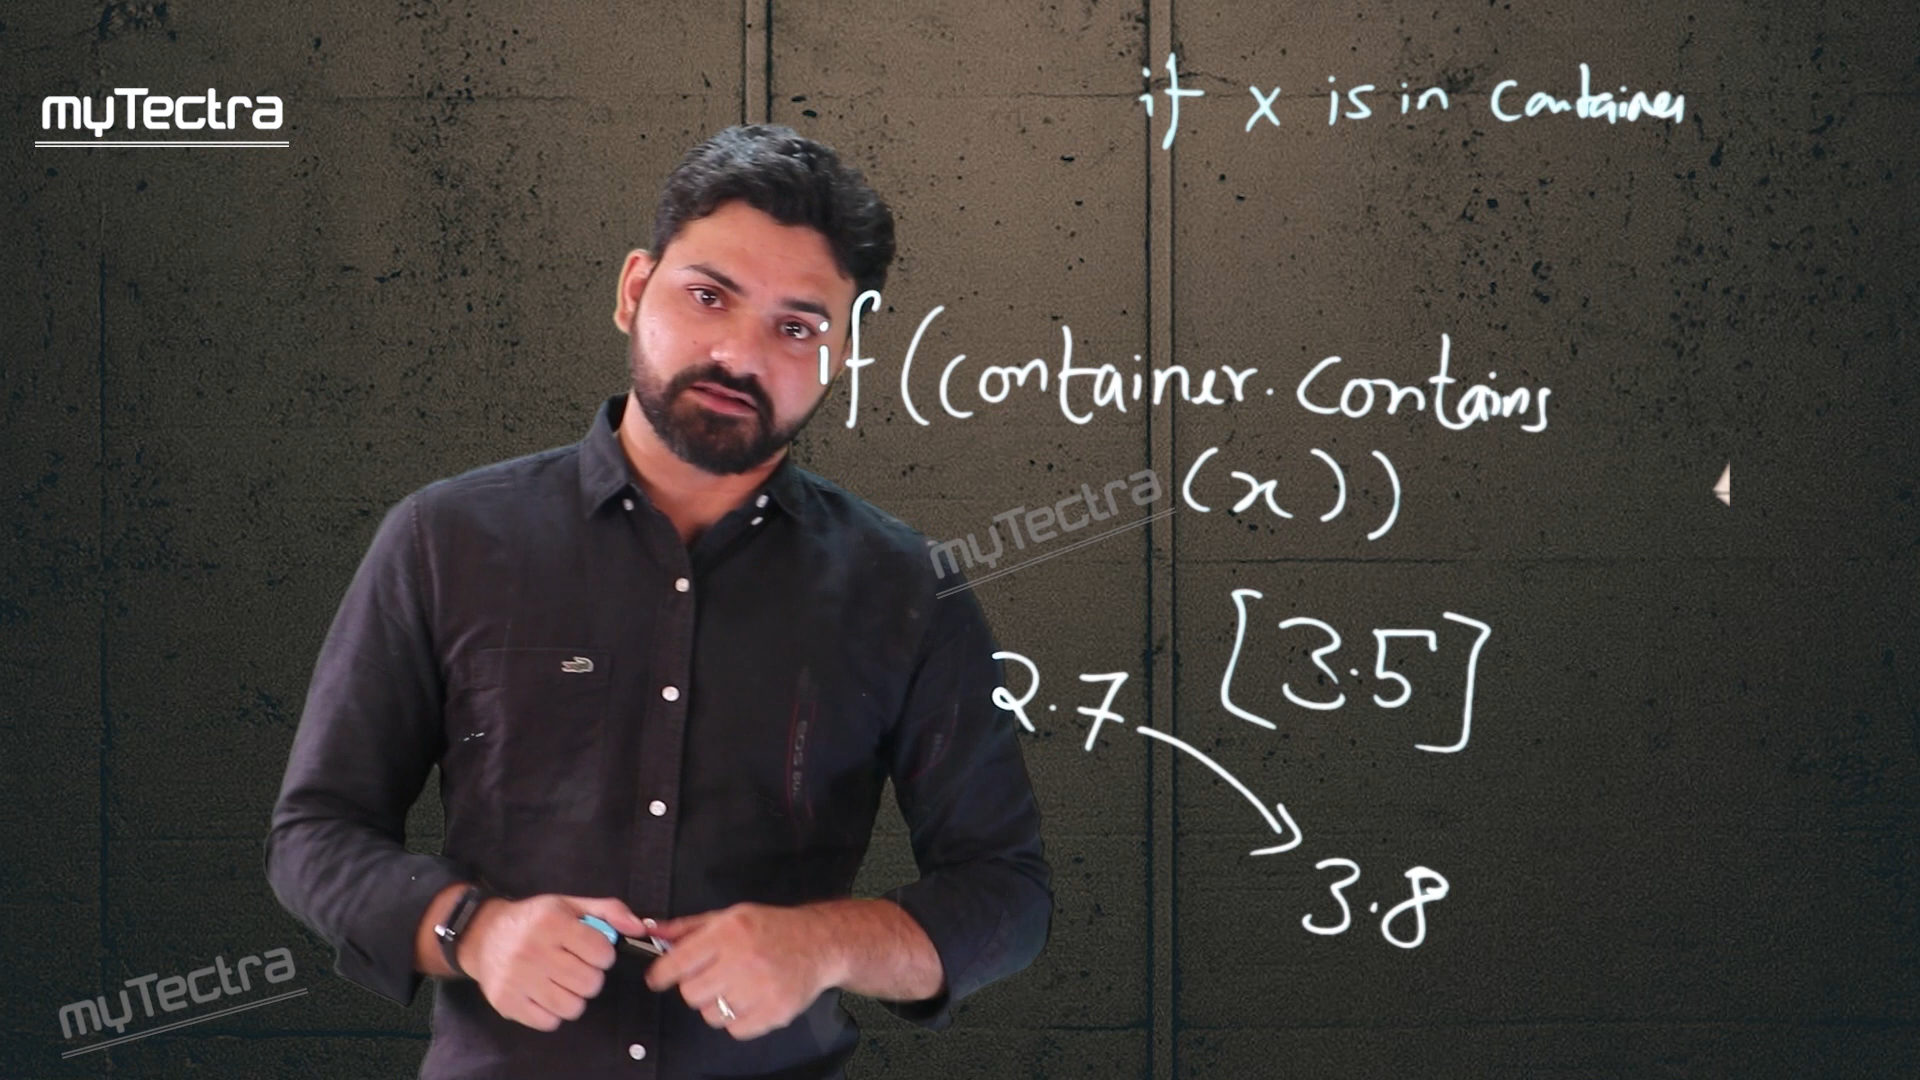 myTectra
if x is in container
if (container.contains
(x))
myTectra
[3.5]
2.7
3.8
myTectra